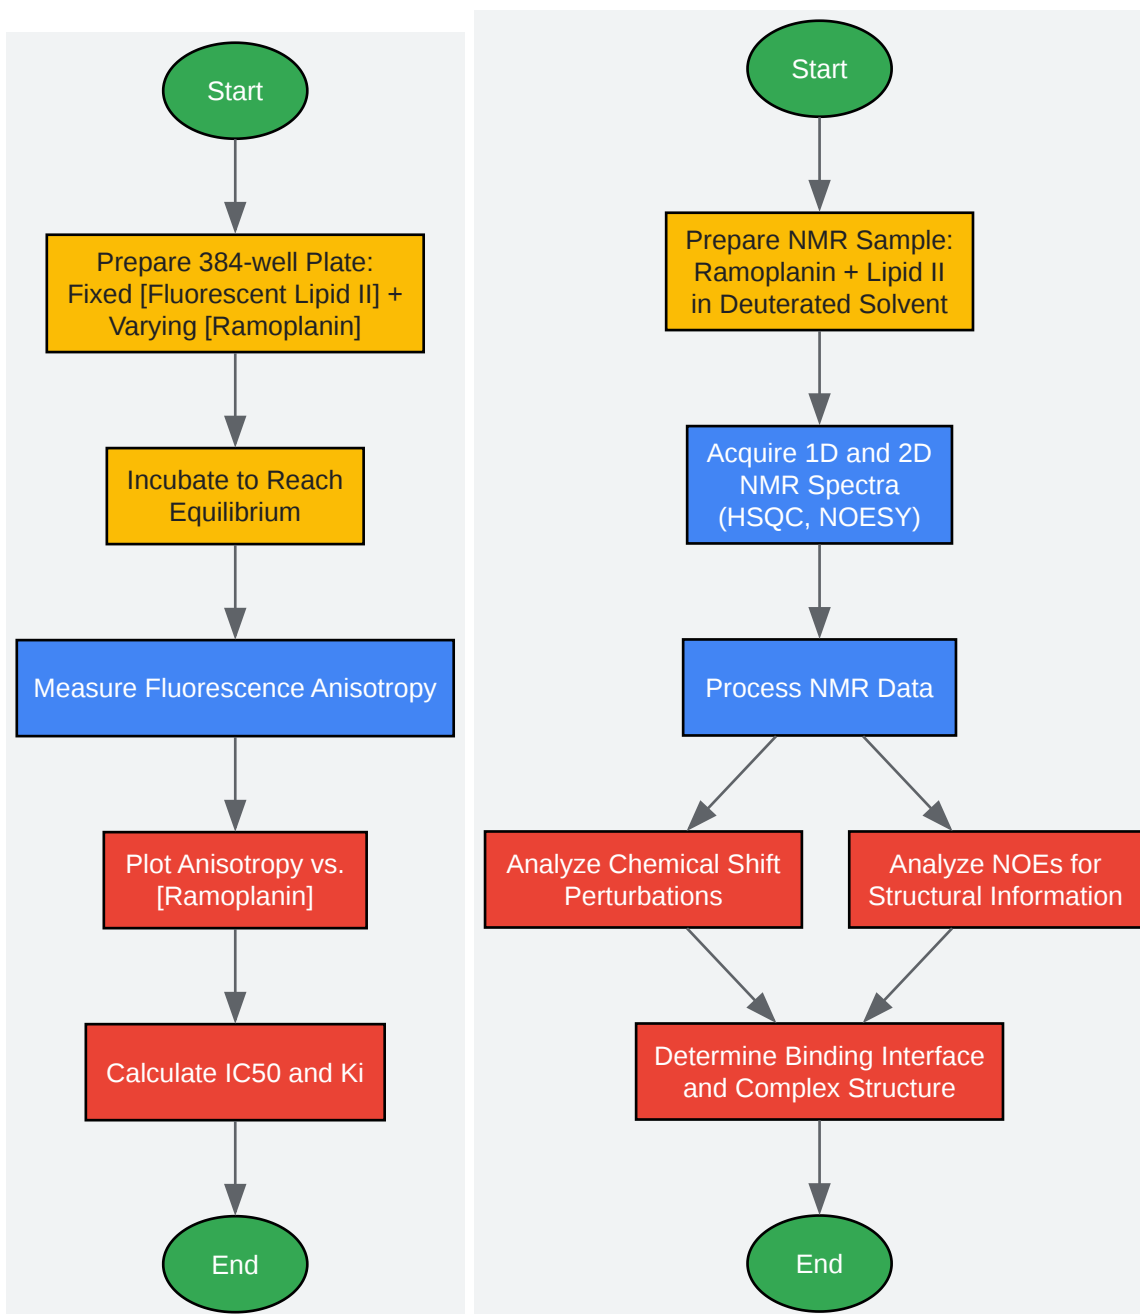 Start
Prepare 384-well Plate:
Fixed [Fluorescent Lipid II] +
Varying [Ramoplanin]
Incubate to Reach
Equilibrium
Measure Fluorescence Anisotropy
Plot Anisotropy vs.
[Ramoplanin]
Calculate IC50 and Ki
End
Start
Prepare NMR Sample:
Ramoplanin + Lipid II
in Deuterated Solvent
Acquire 1D and 2D
NMR Spectra
(HSQC, NOESY)
Process NMR Data
Analyze Chemical Shift
Perturbations
Analyze NOEs for
Structural Information
Determine Binding Interface
and Complex Structure
End